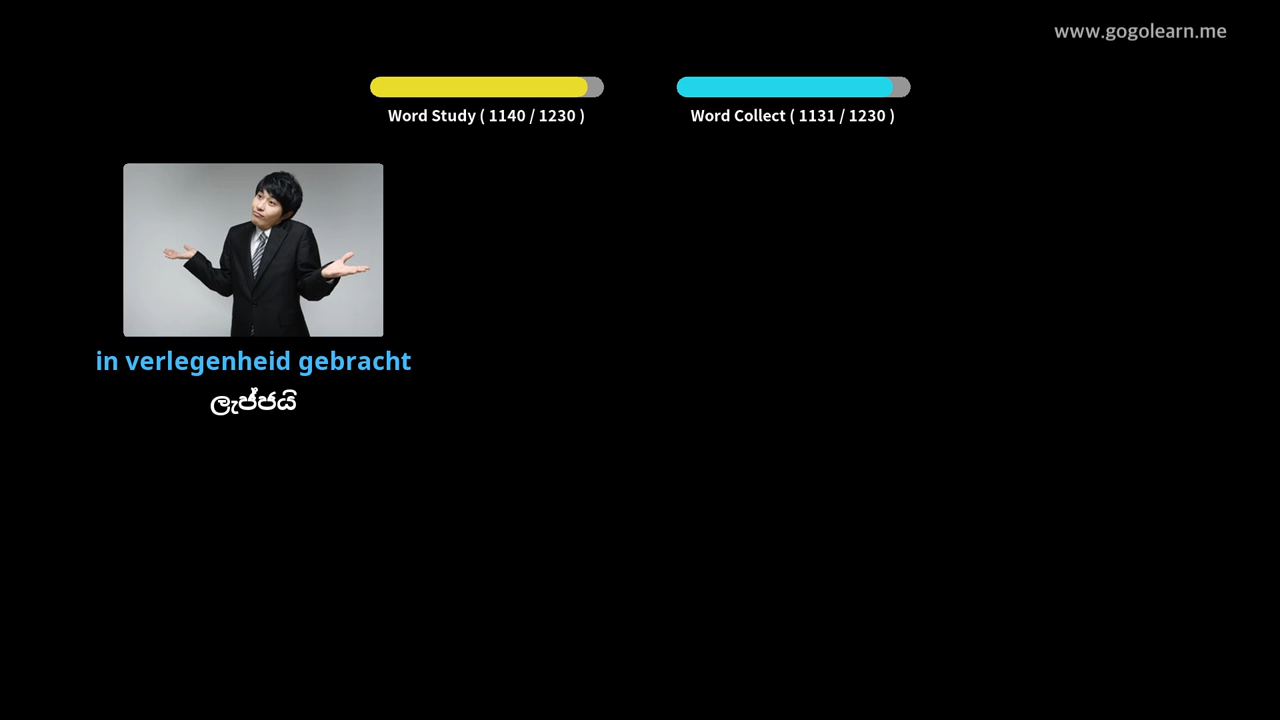 www.gogolearn.me
Word Study ( 1140 / 1230 )
Word Collect ( 1131 / 1230 )
in verlegenheid gebracht
ලැජ්ජයි